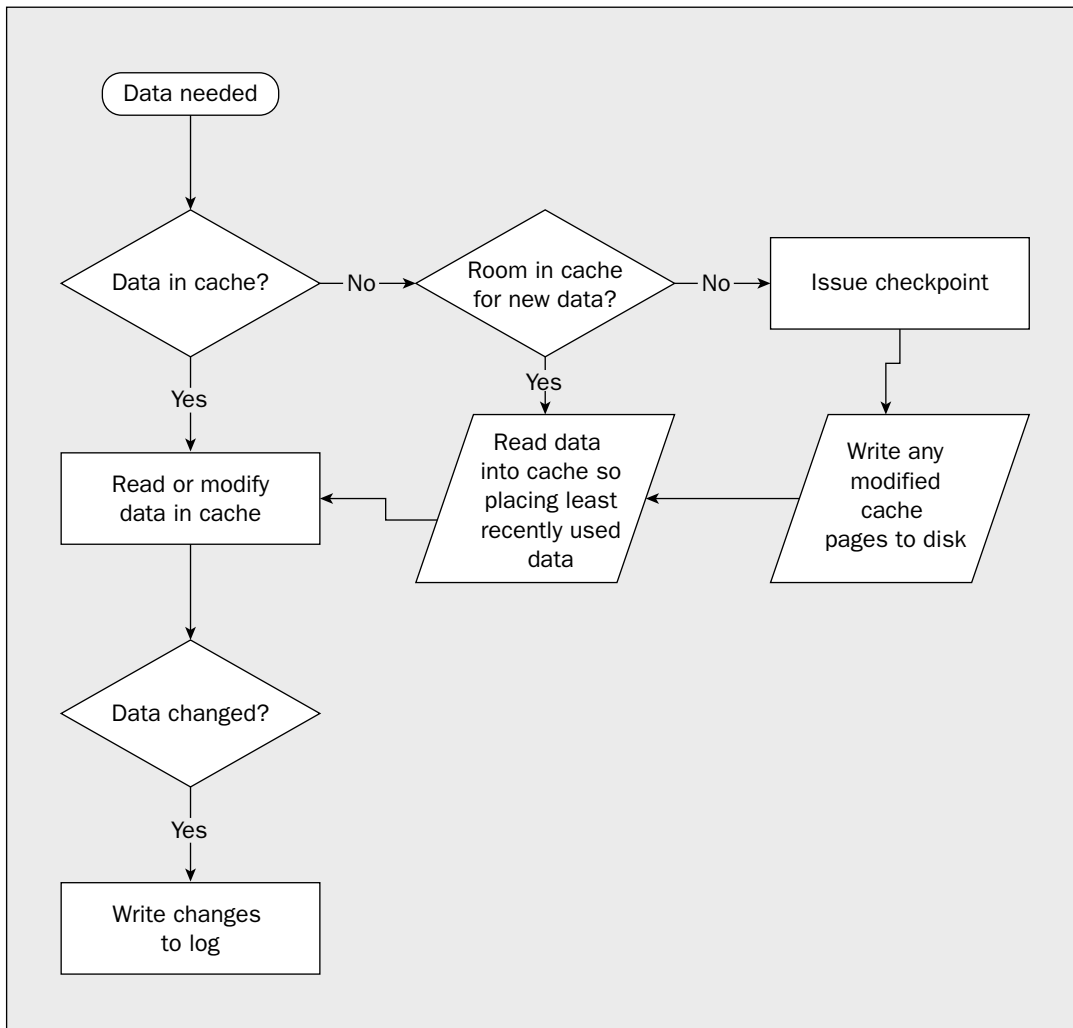 Data needed
Data in cache?
No
Room in cache
for new data?
No
Issue checkpoint
Yes
Yes
Read or modify
data in cache
Read data
into cache so
placing least
recently used
data
Write any
modified
cache
pages to disk
Data changed?
Yes
Write changes
to log